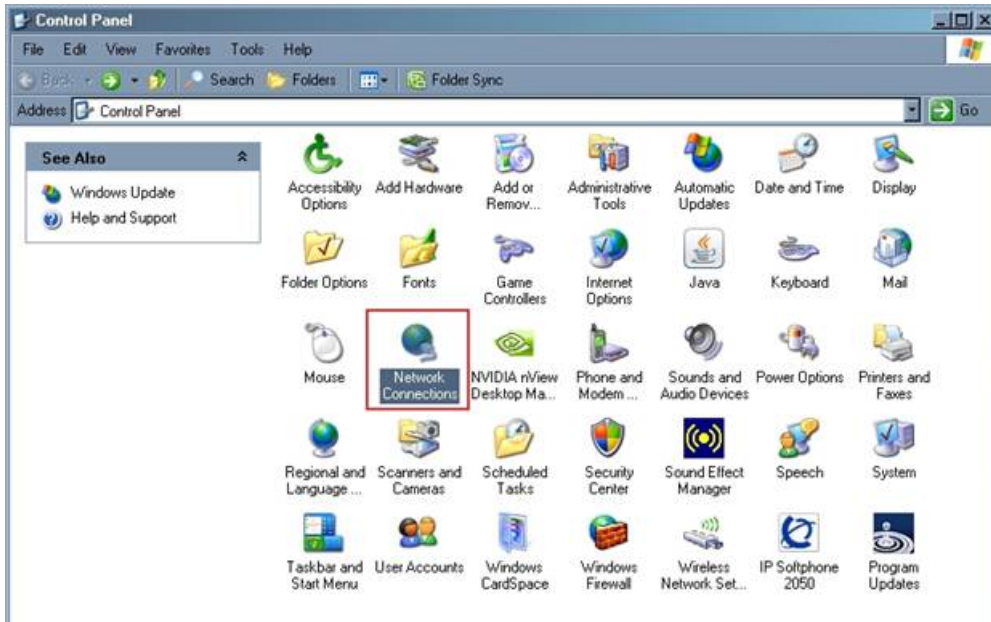 Control Panel
File Edit View Favorites Tools Help
Back Search Folders Folder Sync
Address Control Panel Go
See Also
Windows Update
Help and Support
Accessibility Options
Add Hardware
Add or Remov...
Administrative Tools
Automatic Updates
Date and Time
Display
Folder Options
Fonts
Game Controllers
Internet Options
Java
Keyboard
Mail
Mouse
Network Connections
NVIDIA nView Desktop Ma...
Phone and Modem ...
Sounds and Audio Devices
Power Options
Printers and Faxes
Regional and Language ...
Scanners and Cameras
Scheduled Tasks
Security Center
Sound Effect Manager
Speech
System
Taskbar and Start Menu
User Accounts
Windows CardSpace
Windows Firewall
Wireless Network Set...
IP Softphone 2050
Program Updates